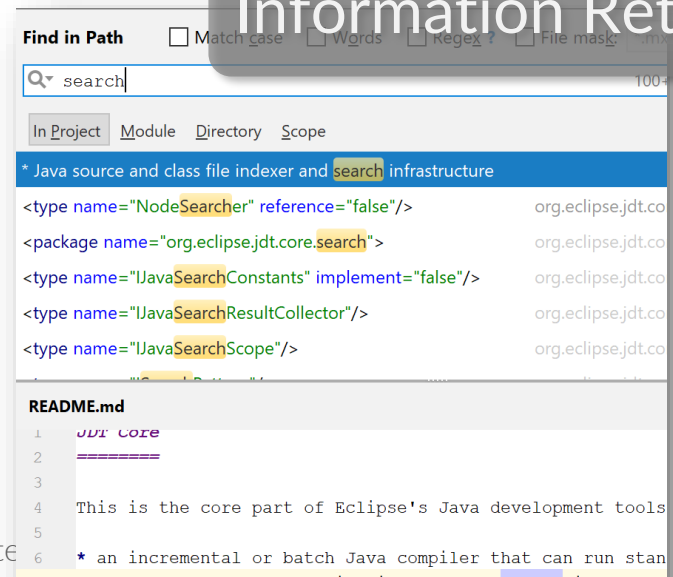 Information Ret
Find in Path Match case Words Regex ? File mask: .mx
search 100+
In Project Module Directory Scope
* Java source and class file indexer and search infrastructure
<type name="NodeSearcher" reference="false"/> org.eclipse.jdt.co
<package name="org.eclipse.jdt.core.search"> org.eclipse.jdt.co
<type name="IJavaSearchConstants" implement="false"/> org.eclipse.jdt.co
<type name="IJavaSearchResultCollector"/> org.eclipse.jdt.co
<type name="IJavaSearchScope"/> org.eclipse.jdt.co
README.md
1 JDT Core
2 ========
3
4 This is the core part of Eclipse's Java development tools
5
6 * an incremental or batch Java compiler that can run stan